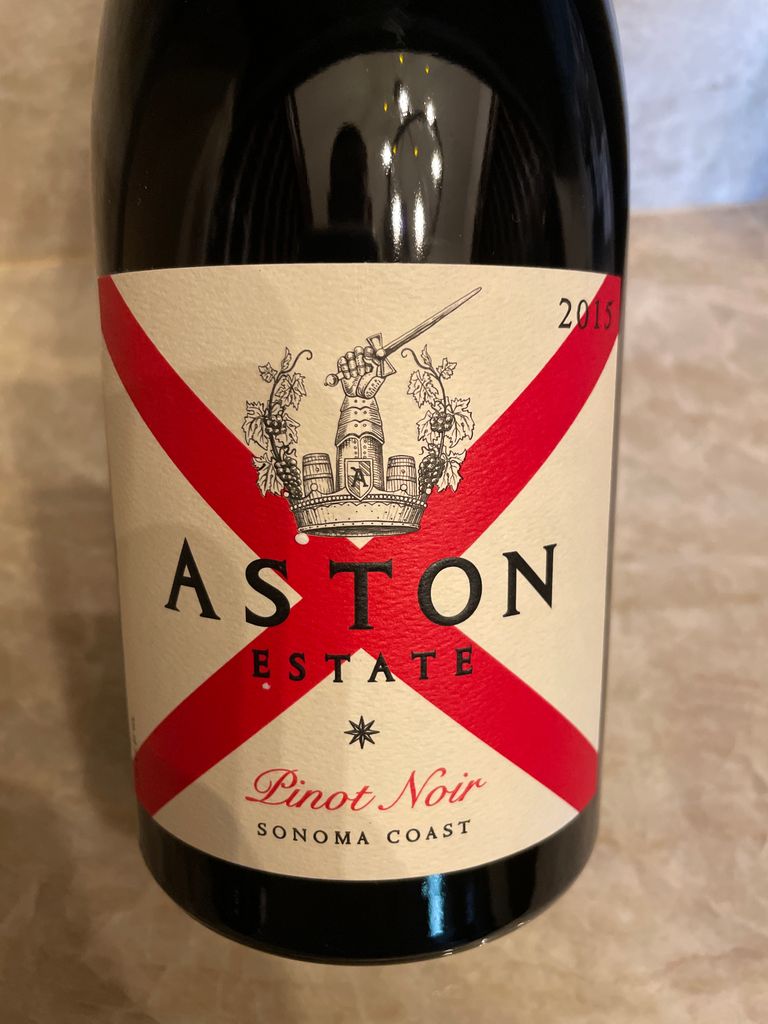 2015
A
ASTON
ESTATE
Pinot Noir
SONOMA COAST